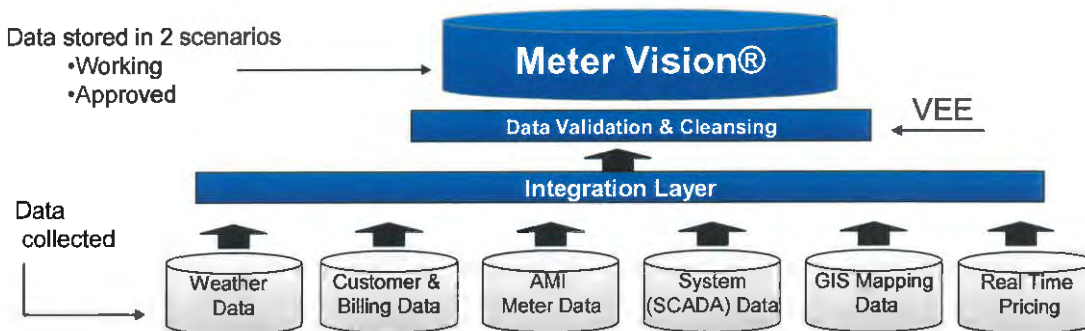 Data stored in 2 scenarios
•Working
•Approved
Meter Vision®
Data Validation & Cleansing
VEE
Integration Layer
Data
collected
Weather
Data
Customer &
Billing Data
AMI
Meter Data
System
(SCADA) Data
GIS Mapping
Data
Real Time
Pricing